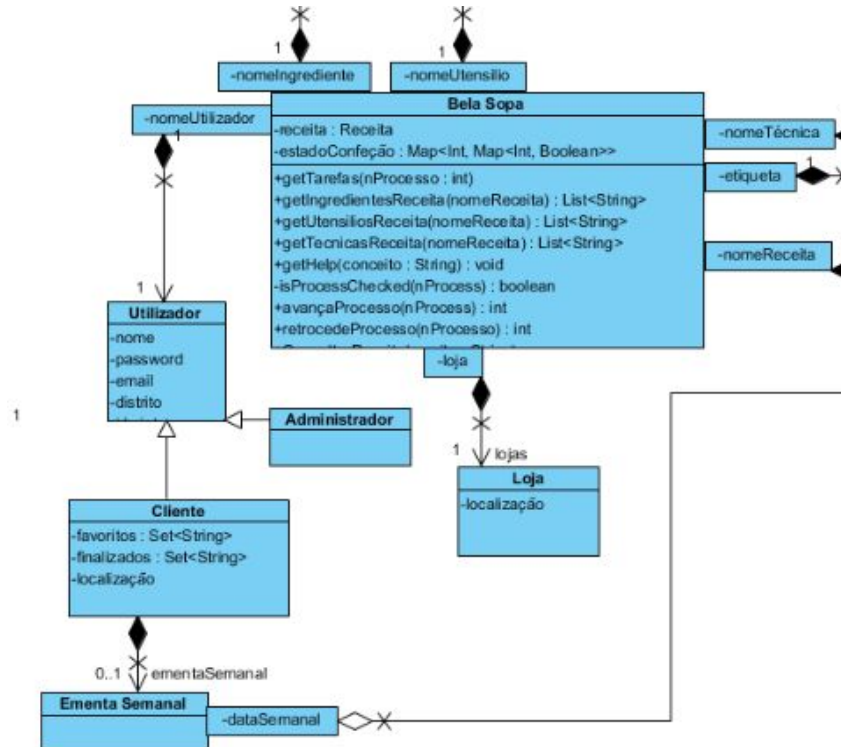 1
1
-nomeIngrediente
-nomeUtensílio
-nomeUtilizador
1
Bela Sopa
-receita : Receita
-estadoConfeção : Map<Int, Map<Int, Boolean>>
+getTarefas(nProcesso : int)
+getIngredientesReceita(nomeReceita) : List<String>
+getUtensiliosReceita(nomeReceita) : List<String>
+getTecnicasReceita(nomeReceita) : List<String>
+getHelp(conceito : String) : void
-isProcessChecked(nProcess) : boolean
+avançaProcesso(nProcess) : int
+retrocedeProcesso(nProcesso) : int
-nomeTécnica
1
-etiqueta
-nomeReceita
-loja
1
Utilizador
-nome
-password
-email
-distrito
1
Administrador
1
lojas
Loja
-localização
Cliente
-favoritos : Set<String>
-finalizados : Set<String>
-localização
0..1
ementaSemanal
Ementa Semanal
-dataSemanal